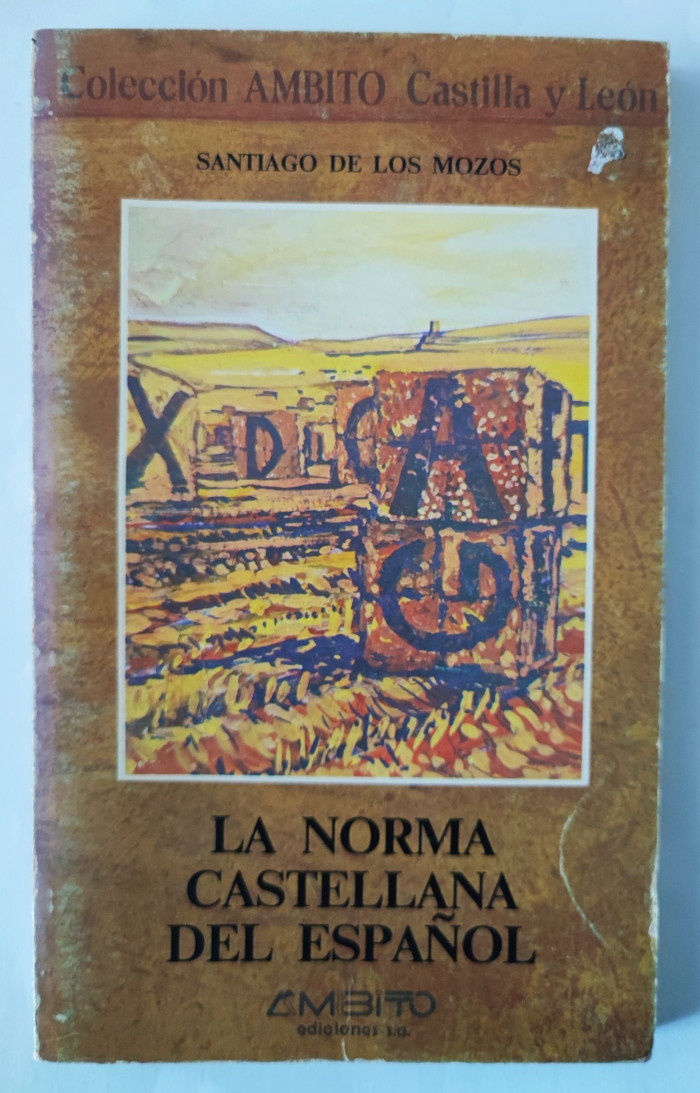 Colección AMBITO Castilla y León
SANTIAGO DE LOS MOZOS
X D L C A
G
LA NORMA
CASTELLANA
DEL ESPAÑOL
AMBITO
ediciones s.a.